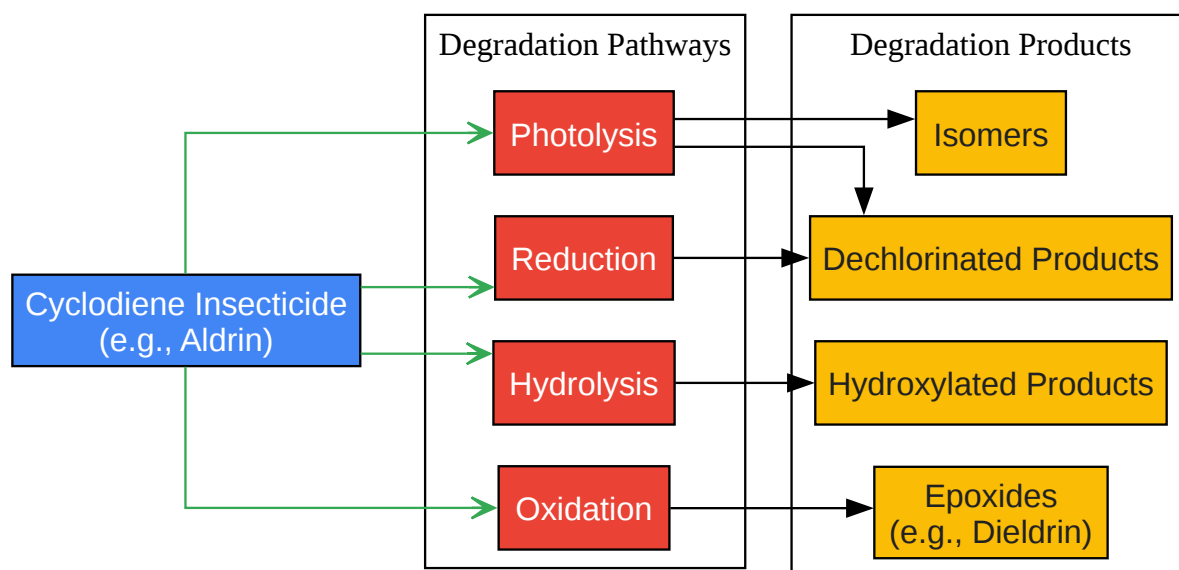 Degradation Pathways
Degradation Products
Photolysis
Isomers
Reduction
Dechlorinated Products
Cyclodiene Insecticide
(e.g., Aldrin)
Hydrolysis
Hydroxylated Products
Oxidation
Epoxides
(e.g., Dieldrin)